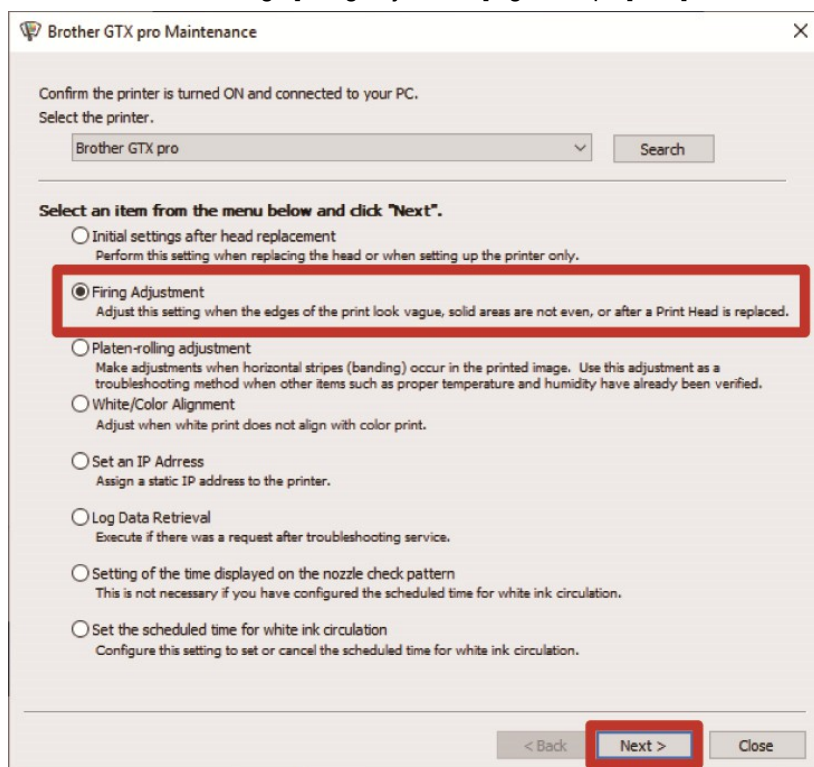 Brother GTX pro Maintenance
Confirm the printer is turned ON and connected to your PC.
Select the printer.
Brother GTX pro
Search
Select an item from the menu below and click "Next".
Initial settings after head replacement
Perform this setting when replacing the head or when setting up the printer only.
Firing Adjustment
Adjust this setting when the edges of the print look vague, solid areas are not even, or after a Print Head is replaced.
Platen-rolling adjustment
Make adjustments when horizontal stripes (banding) occur in the printed image. Use this adjustment as a
troubleshooting method when other items such as proper temperature and humidity have already been verified.
White/Color Alignment
Adjust when white print does not align with color print.
Set an IP Adrress
Assign a static IP address to the printer.
Log Data Retrieval
Execute if there was a request after troubleshooting service.
Setting of the time displayed on the nozzle check pattern
This is not necessary if you have configured the scheduled time for white ink circulation.
Set the scheduled time for white ink circulation
Configure this setting to set or cancel the scheduled time for white ink circulation.
< Back Next > Close